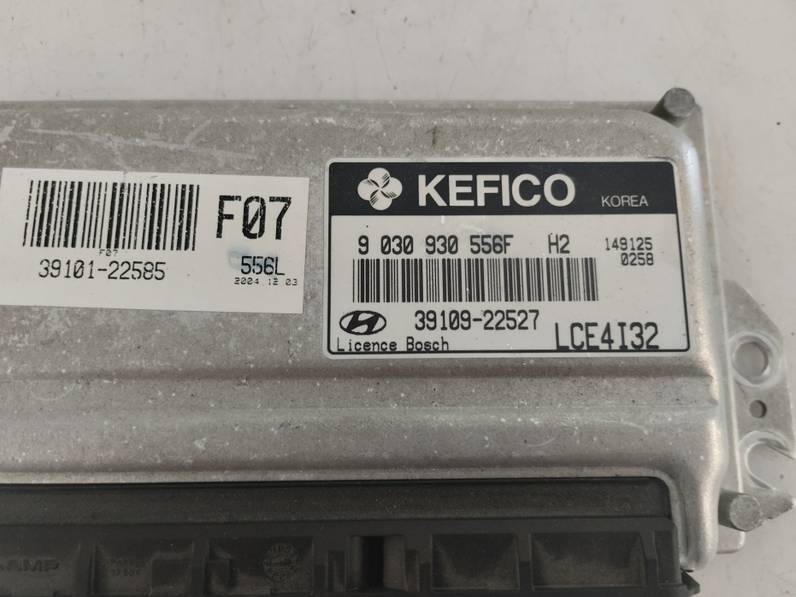 F07
F07
39101-22585
556L
2004.12.03
KEFICO KOREA
9 030 930 556F H2 149125
0258
39109-22527
Licence Bosch LCE4I32
AMP